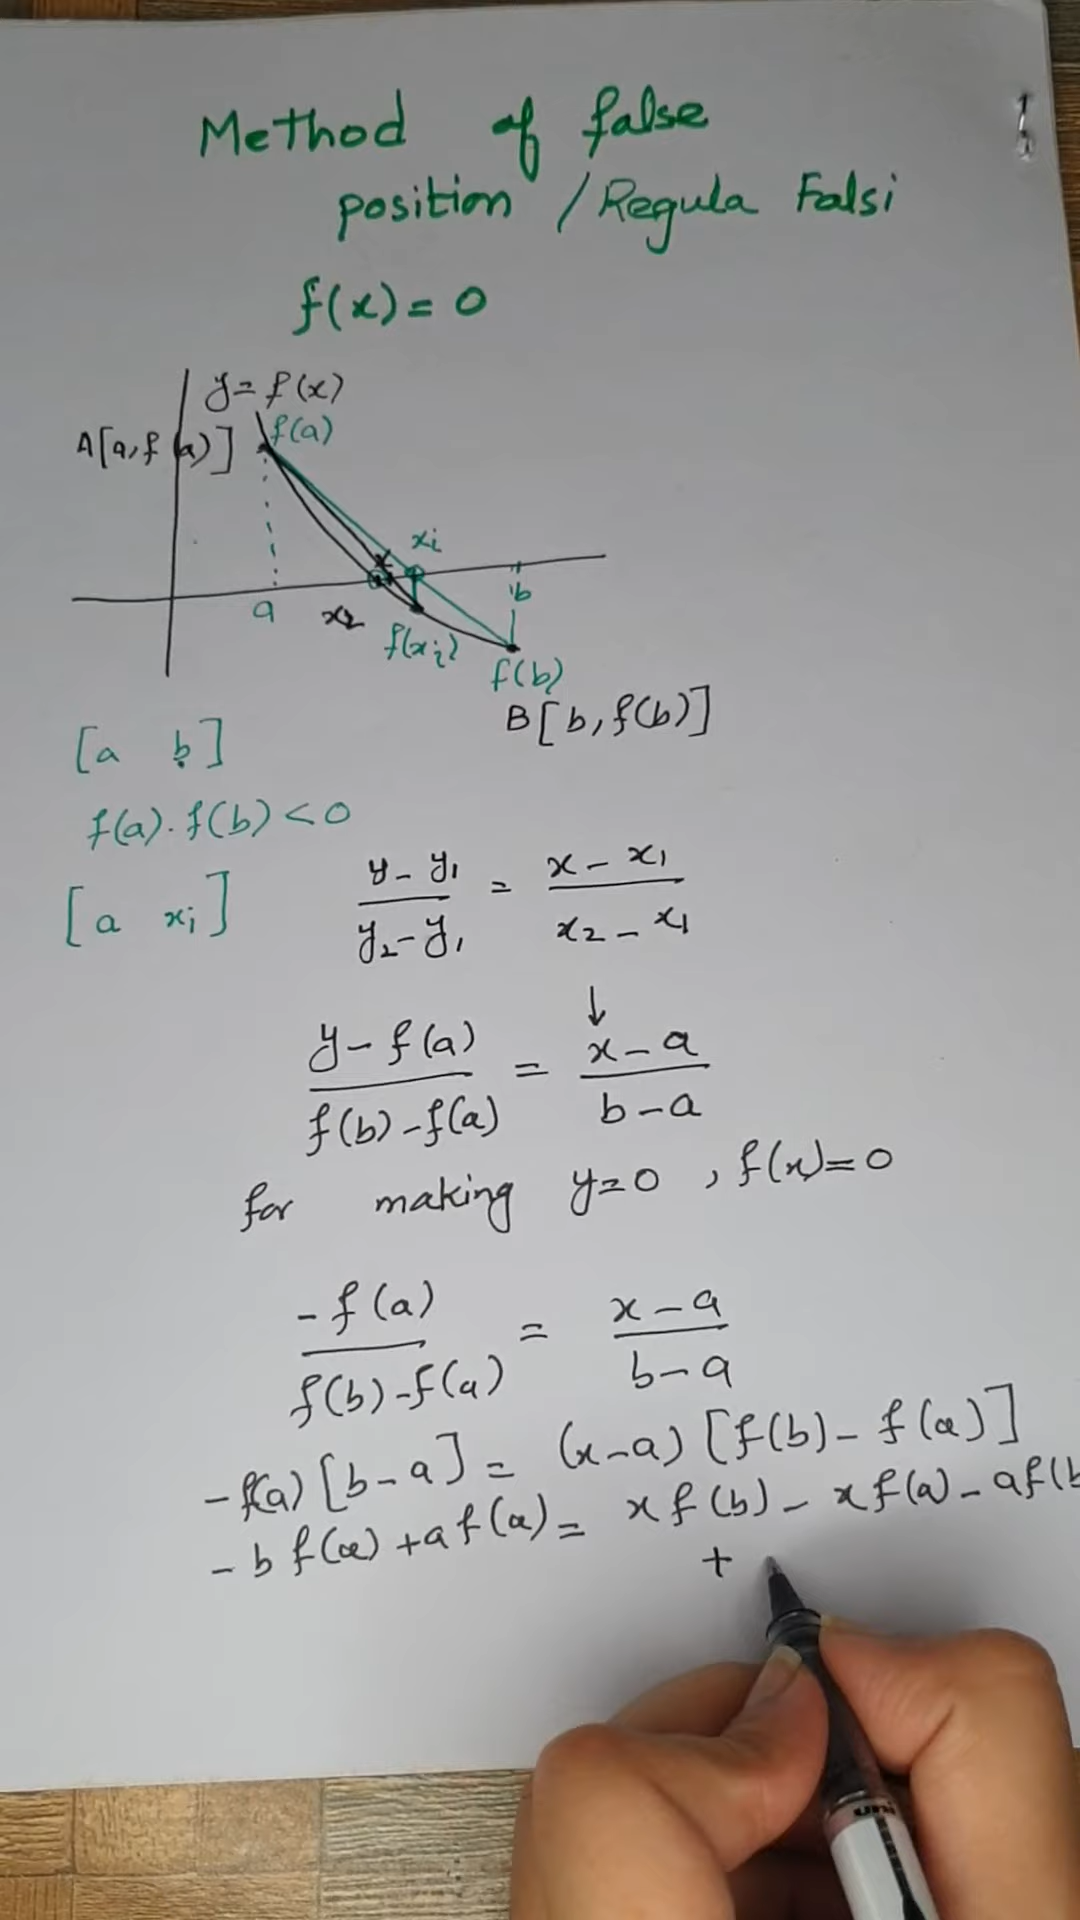 Method of false
position / Regula Falsi
f(x) = 0
y = f(x)
A[a, f(a)]
f(a)
xi
a
x2
b
f(xi)
f(b)
B[b, f(b)]
[a b]
f(a). f(b) < 0
[a xi]
y - y1 / y2 - y1 = x - x1 / x2 - x1
↓
y - f(a) / f(b) - f(a) = x - a / b - a
for making y=0 , f(x)=0
-f(a) / f(b) - f(a) = x - a / b - a
-f(a) [b - a] = (x - a) [f(b) - f(a)]
-b f(a) + a f(a) = x f(b) - x f(a) - a f(b
+
uni